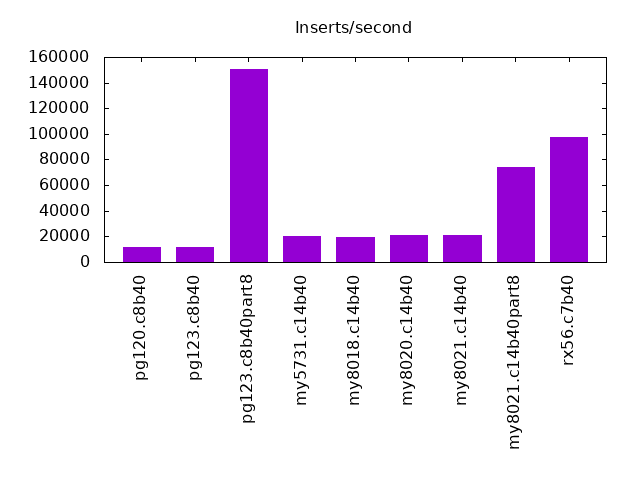 Inserts/second
160000
140000
120000
100000
80000
60000
40000
20000
0
pg120.c8b40
pg123.c8b40
pg123.c8b40part8
my5731.c14b40
my8018.c14b40
my8020.c14b40
my8021.c14b40
my8021.c14b40part8
rx56.c7b40